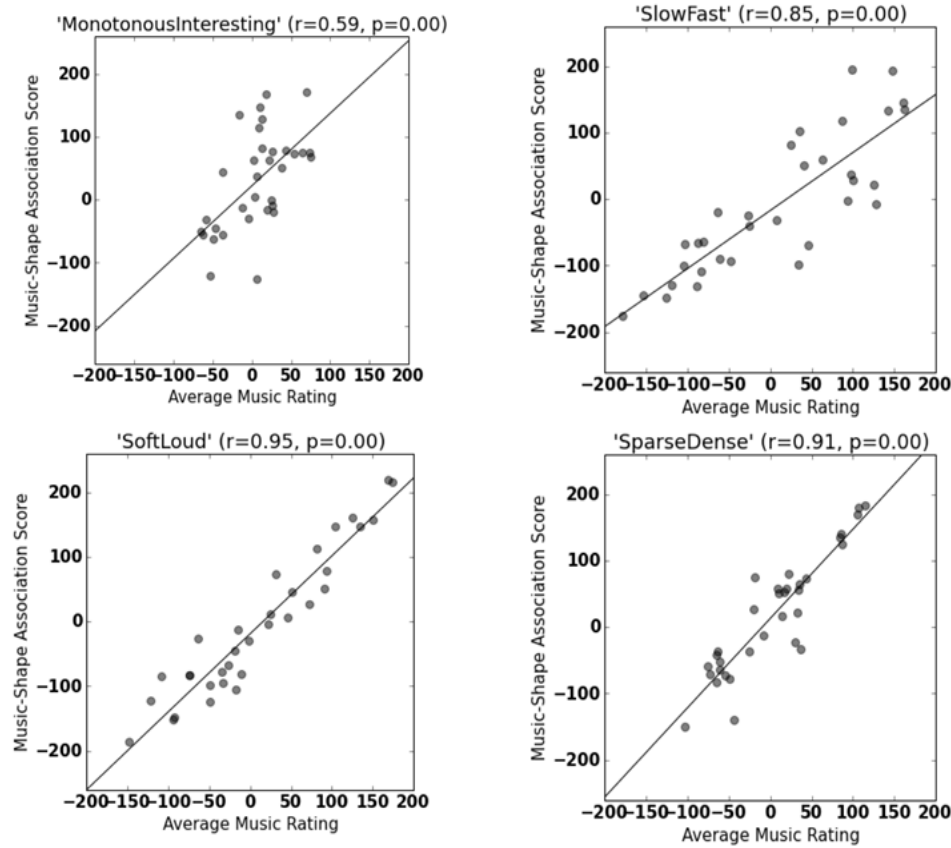 'MonotonousInteresting' (r=0.59, p=0.00)
Music-Shape Association Score
200
100
0
−100
−200
−200−150−100−50 0 50 100 150 200
Average Music Rating
'SlowFast' (r=0.85, p=0.00)
Music-Shape Association Score
200
100
0
−100
−200
−200−150−100−50 0 50 100 150 200
Average Music Rating
'SoftLoud' (r=0.95, p=0.00)
Music-Shape Association Score
200
100
0
−100
−200
−200−150−100−50 0 50 100 150 200
Average Music Rating
'SparseDense' (r=0.91, p=0.00)
Music-Shape Association Score
200
100
0
−100
−200
−200−150−100−50 0 50 100 150 200
Average Music Rating